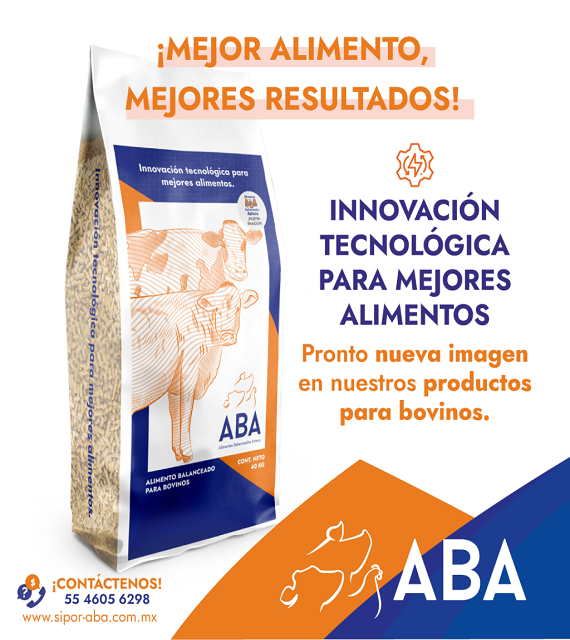 ¡MEJOR ALIMENTO,
MEJORES RESULTADOS!
Innovación tecnológica para
mejores alimentos.
Innovación tecnológica para mejores alimentos.
ABA
CONT. NETO
40 KG
ALIMENTO BALANCEADO
PARA BOVINOS
INNOVACIÓN
TECNOLÓGICA
PARA MEJORES
ALIMENTOS
Pronto nueva imagen
en nuestros productos
para bovinos.
¡CONTÁCTENOS!
55 4605 6298
www.sipor-aba.com.mx
ABA